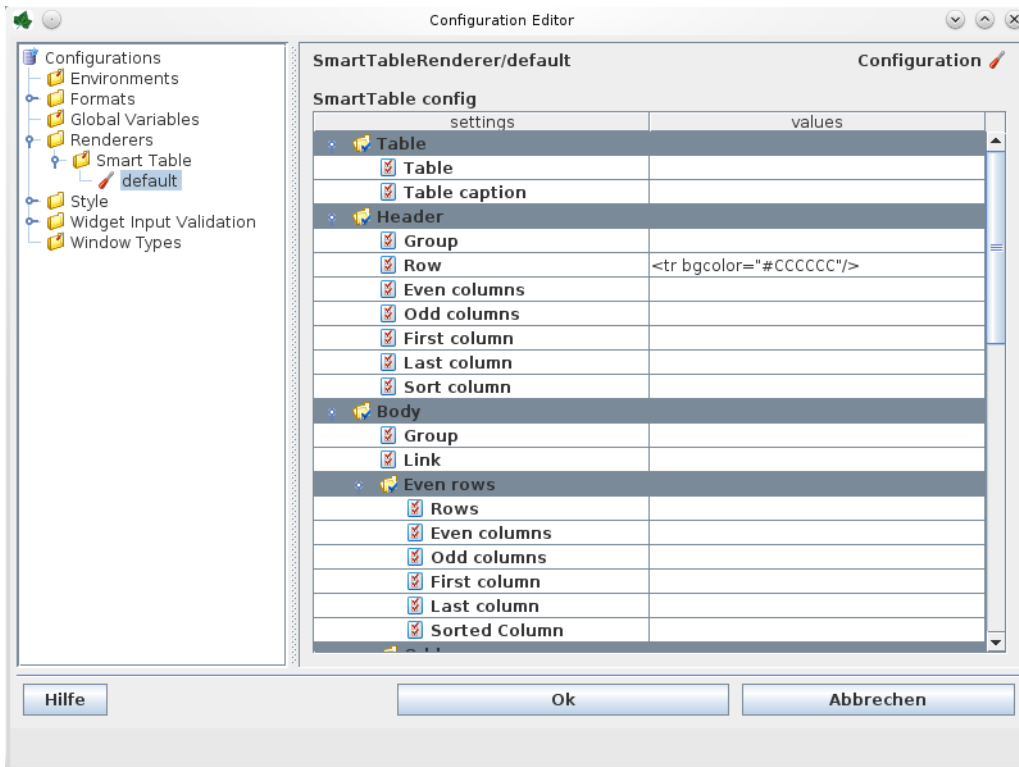 Configuration Editor
Configurations
Environments
Formats
Global Variables
Renderers
Smart Table
default
Style
Widget Input Validation
Window Types
SmartTableRenderer/default Configuration
SmartTable config
settings values
Table
Table
Table caption
Header
Group
Row <tr bgcolor="#CCCCCC"/>
Even columns
Odd columns
First column
Last column
Sort column
Body
Group
Link
Even rows
Rows
Even columns
Odd columns
First column
Last column
Sorted Column
Hilfe Ok Abbrechen